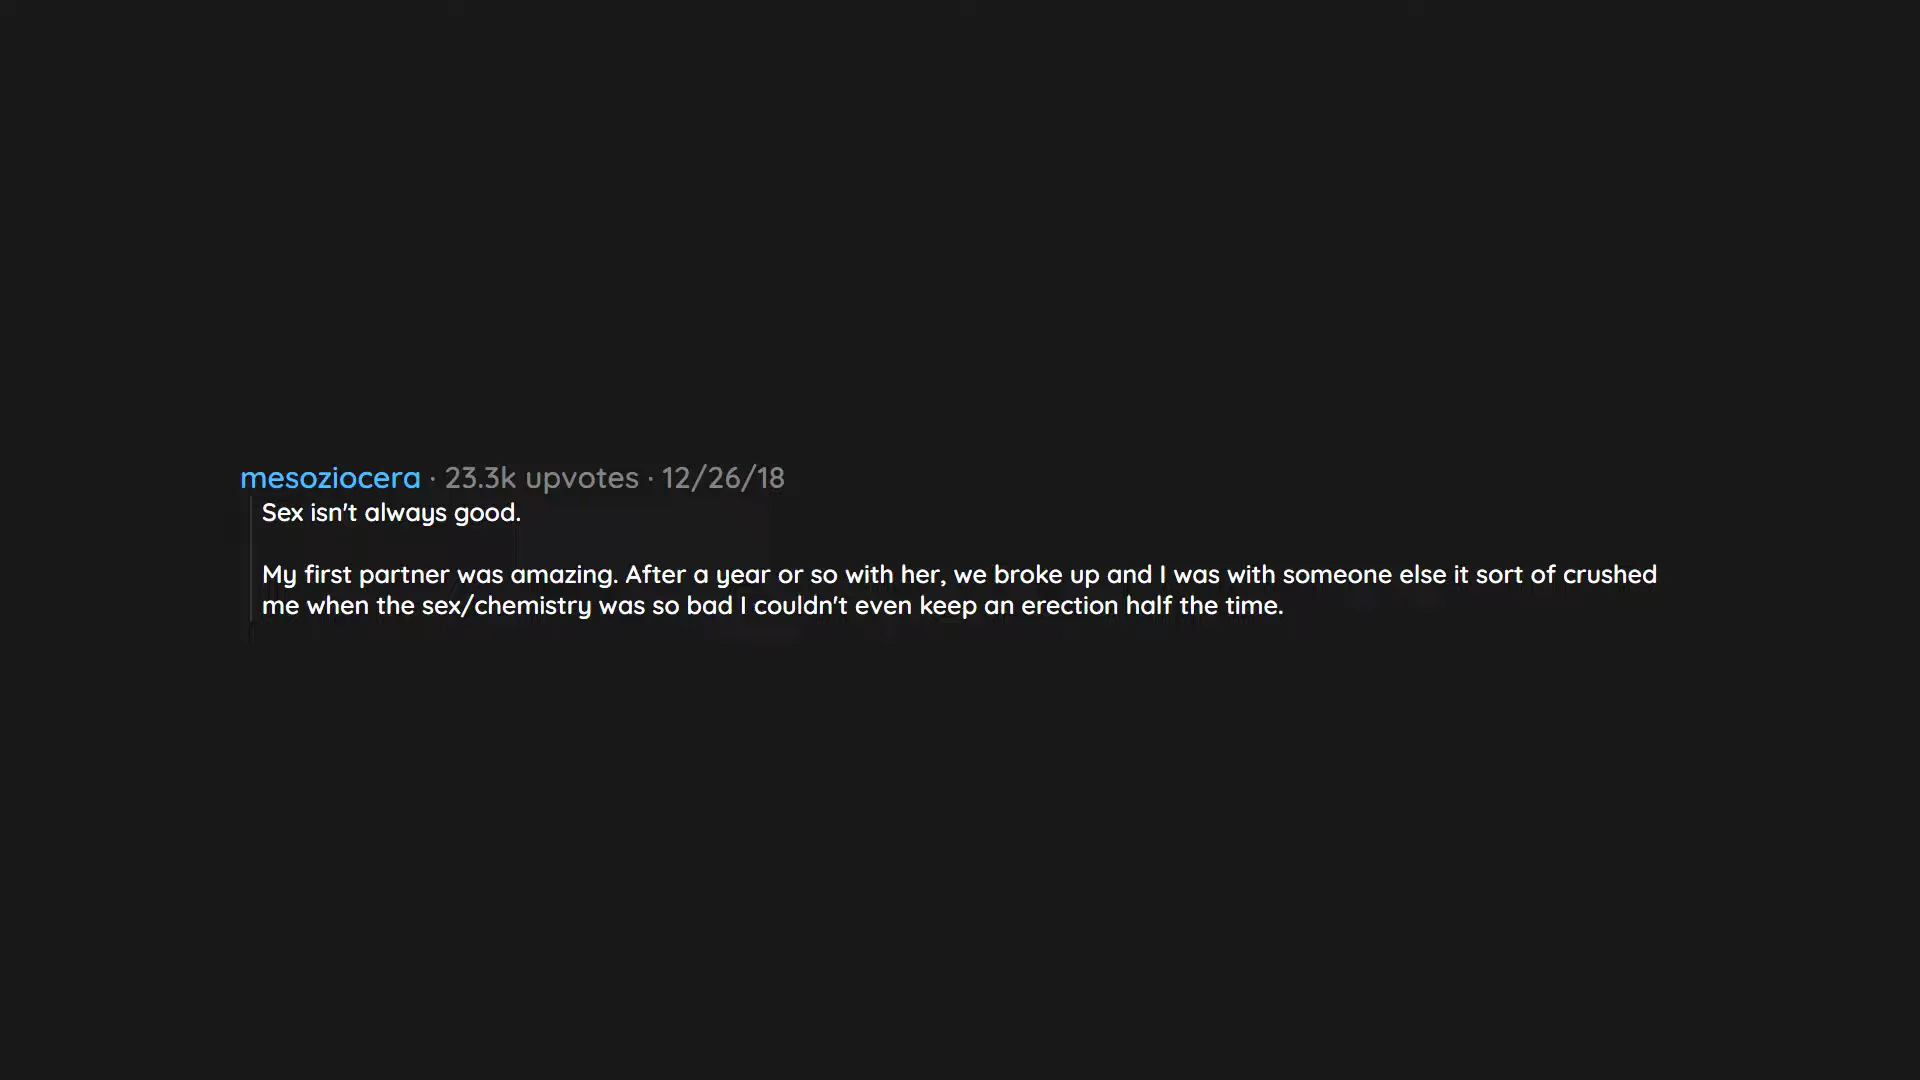 mesoziocera · 23.3k upvotes · 12/26/18
Sex isn't always good.
My first partner was amazing. After a year or so with her, we broke up and I was with someone else it sort of crushed
me when the sex/chemistry was so bad I couldn't even keep an erection half the time.